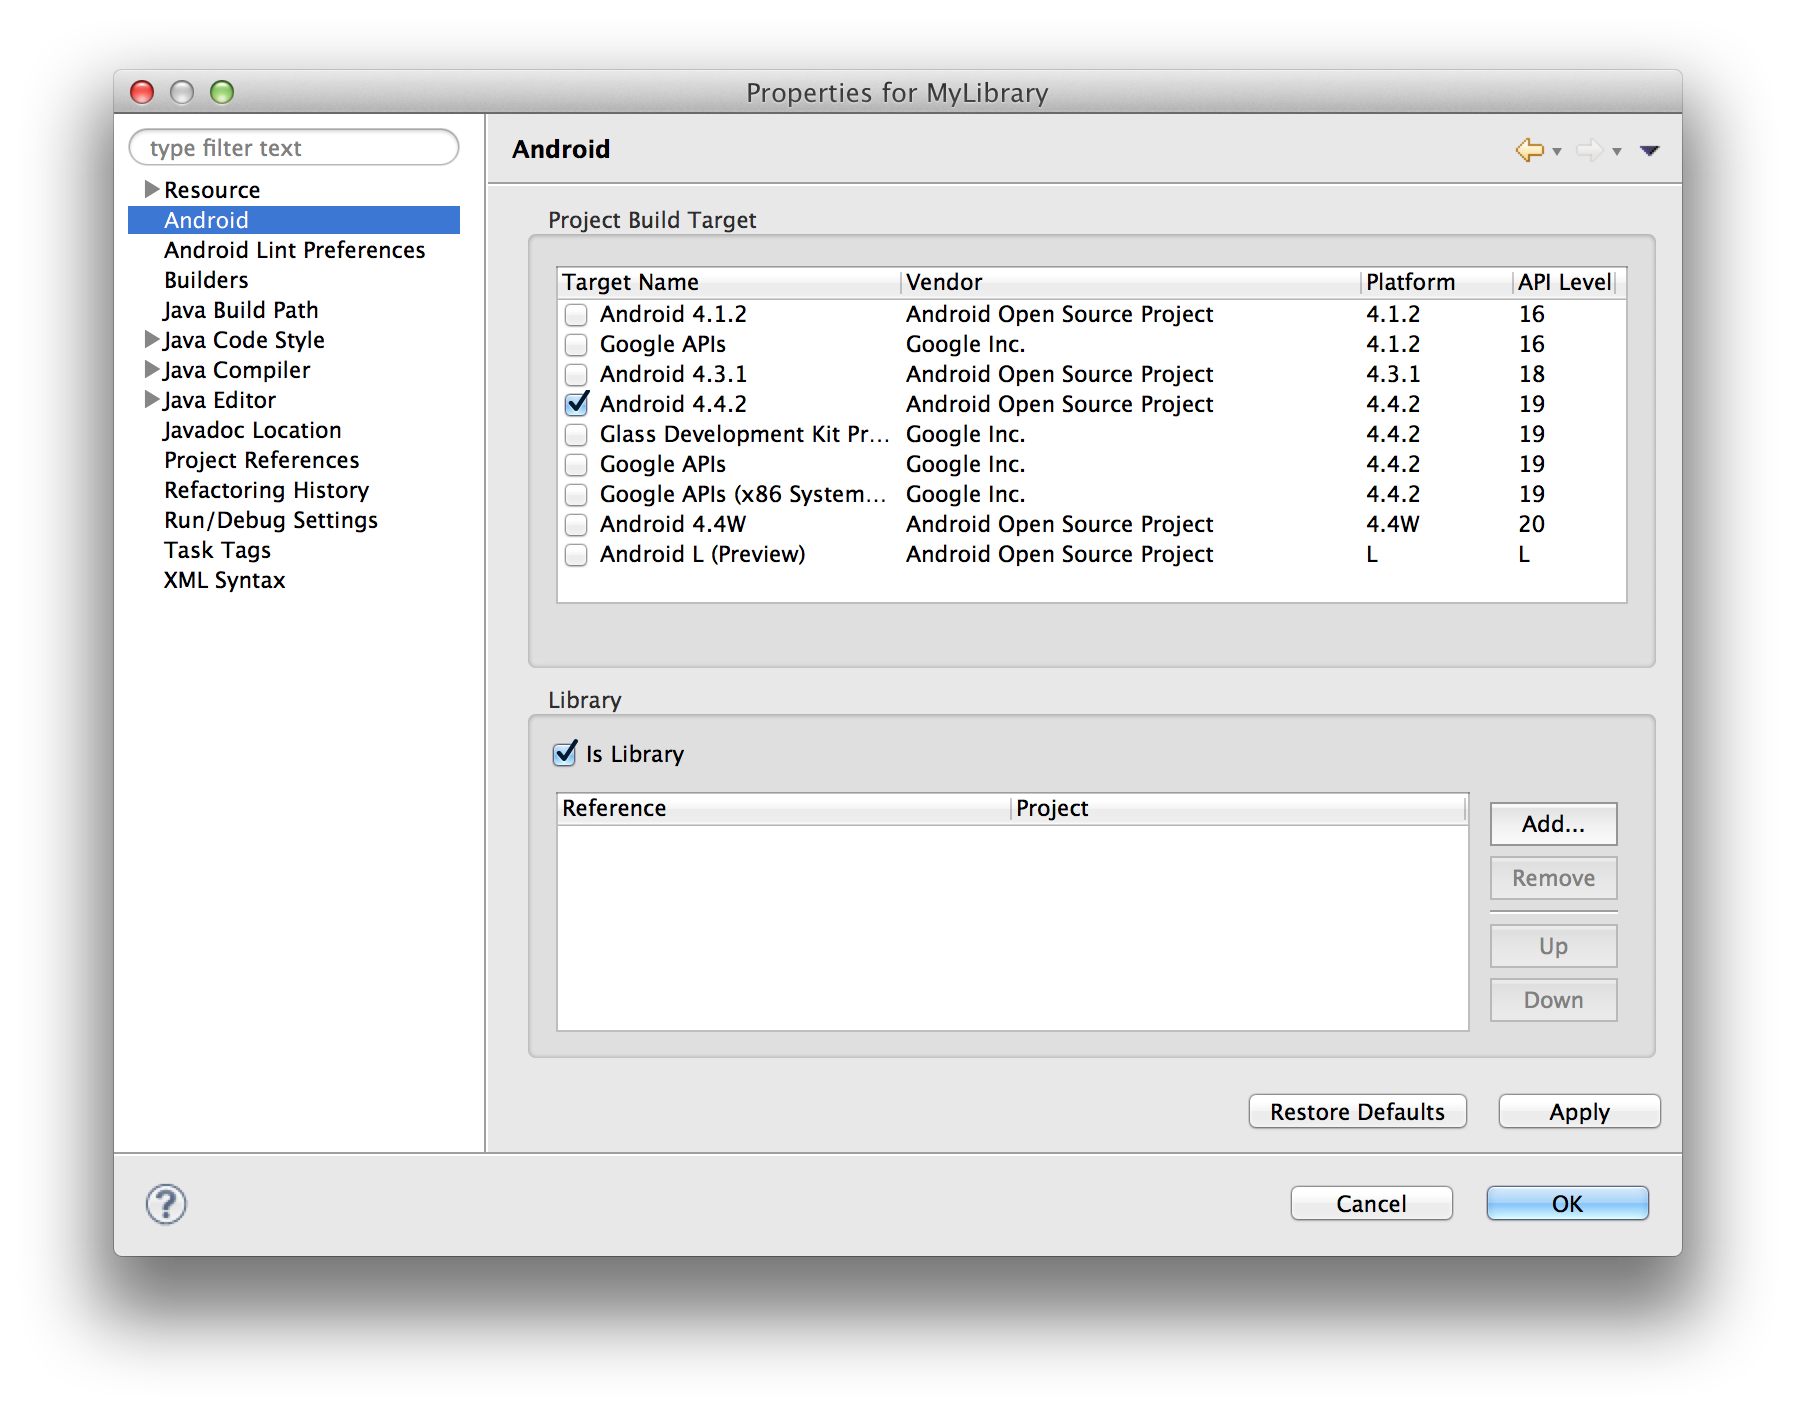 Properties for MyLibrary
type filter text
Resource
Android
Android Lint Preferences
Builders
Java Build Path
Java Code Style
Java Compiler
Java Editor
Javadoc Location
Project References
Refactoring History
Run/Debug Settings
Task Tags
XML Syntax
Android
Project Build Target
Target Name Vendor Platform API Level
Android 4.1.2 Android Open Source Project 4.1.2 16
Google APIs Google Inc. 4.1.2 16
Android 4.3.1 Android Open Source Project 4.3.1 18
Android 4.4.2 Android Open Source Project 4.4.2 19
Glass Development Kit Pr... Google Inc. 4.4.2 19
Google APIs Google Inc. 4.4.2 19
Google APIs (x86 System... Google Inc. 4.4.2 19
Android 4.4W Android Open Source Project 4.4W 20
Android L (Preview) Android Open Source Project L L
Library
Is Library
Reference Project
Add...
Remove
Up
Down
Restore Defaults Apply
? Cancel OK